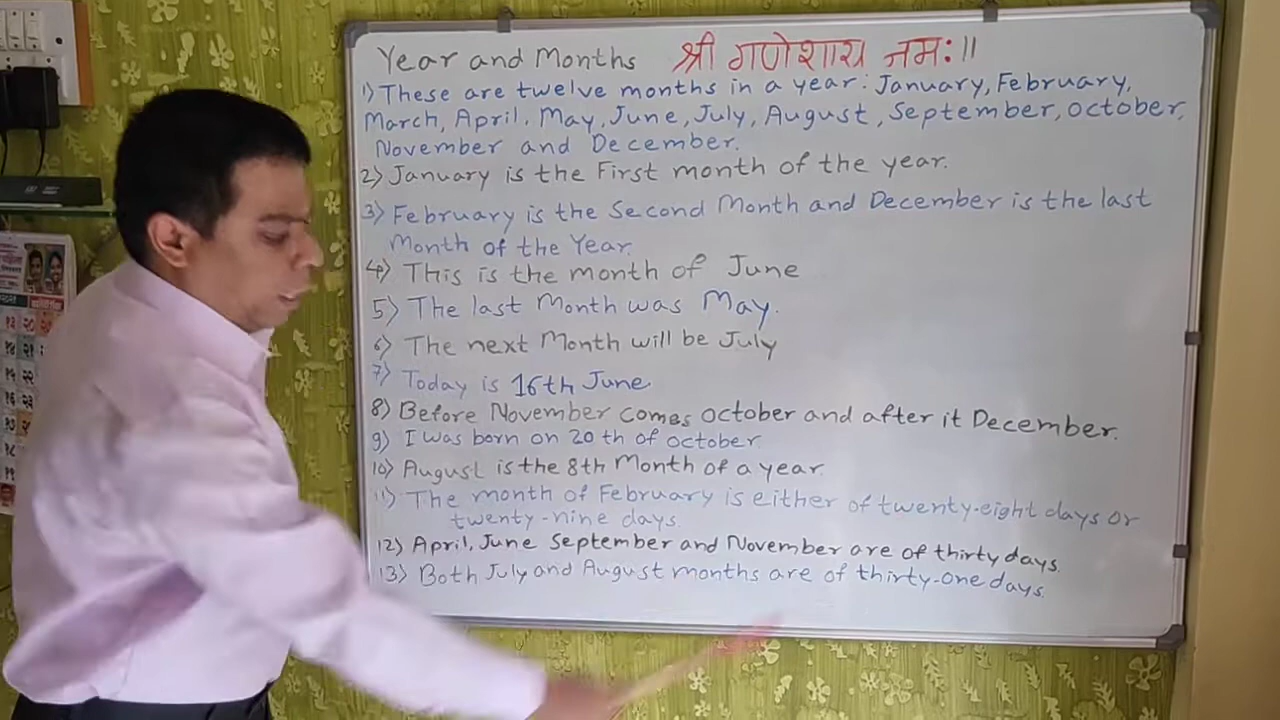 Year and Months श्री गणेशाय नमः॥
1) These are twelve months in a year: January, February,
March, April, May, June, July, August, September, October,
November and December.
2) January is the First month of the year.
3) February is the Second Month and December is the last
Month of the Year.
4) This is the month of June
5) The last Month was May.
6) The next Month will be July
7) Today is 16th June.
8) Before November comes October and after it December.
9) I was born on 20 th of October
10) August is the 8th Month of a year.
11) The month of February is either of twenty-eight days or
twenty-nine days.
12) April, June September and November are of thirty days.
13) Both July and August months are of thirty-one days.